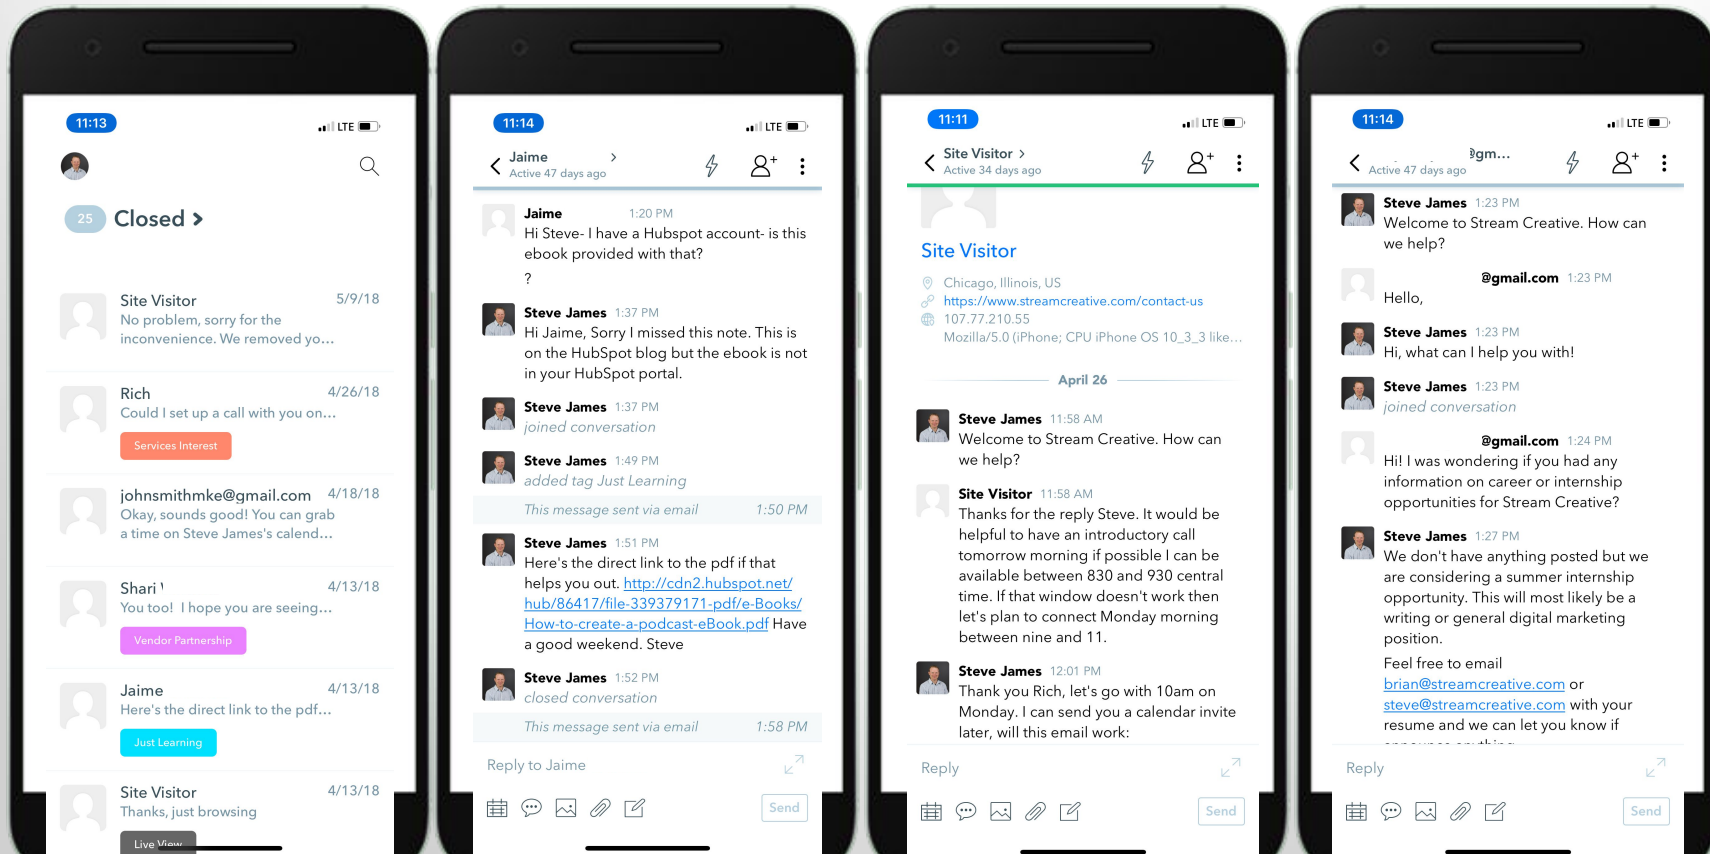 11:13
LTE
25 Closed >
Site Visitor 5/9/18
No problem, sorry for the
inconvenience. We removed yo...
Rich 4/26/18
Could I set up a call with you on...
Services Interest
johnsmithmke@gmail.com 4/18/18
Okay, sounds good! You can grab
a time on Steve James's calend...
Shari 4/13/18
You too! I hope you are seeing...
Vendor Partnership
Jaime 4/13/18
Here's the direct link to the pdf...
Just Learning
Site Visitor 4/13/18
Thanks, just browsing
Live View
11:14
LTE
Jaime >
Active 47 days ago
Jaime 1:20 PM
Hi Steve- I have a Hubspot account- is this
ebook provided with that?
?
Steve James 1:37 PM
Hi Jaime, Sorry I missed this note. This is
on the HubSpot blog but the ebook is not
in your HubSpot portal.
Steve James 1:37 PM
joined conversation
Steve James 1:49 PM
added tag Just Learning
This message sent via email 1:50 PM
Steve James 1:51 PM
Here's the direct link to the pdf if that
helps you out. http://cdn2.hubspot.net/
hub/86417/file-339379171-pdf/e-Books/
How-to-create-a-podcast-eBook.pdf Have
a good weekend. Steve
Steve James 1:52 PM
closed conversation
This message sent via email 1:58 PM
Reply to Jaime
Send
11:11
LTE
Site Visitor >
Active 34 days ago
Site Visitor
Chicago, Illinois, US
https://www.streamcreative.com/contact-us
107.77.210.55
Mozilla/5.0 (iPhone; CPU iPhone OS 10_3_3 like...
April 26
Steve James 11:58 AM
Welcome to Stream Creative. How can
we help?
Site Visitor 11:58 AM
Thanks for the reply Steve. It would be
helpful to have an introductory call
tomorrow morning if possible I can be
available between 830 and 930 central
time. If that window doesn't work then
let's plan to connect Monday morning
between nine and 11.
Steve James 12:01 PM
Thank you Rich, let's go with 10am on
Monday. I can send you a calendar invite
later, will this email work:
Reply
Send
11:14
LTE
@gm...
Active 47 days ago
Steve James 1:23 PM
Welcome to Stream Creative. How can
we help?
@gmail.com 1:23 PM
Hello,
Steve James 1:23 PM
Hi, what can I help you with!
Steve James 1:23 PM
joined conversation
@gmail.com 1:24 PM
Hi! I was wondering if you had any
information on career or internship
opportunities for Stream Creative?
Steve James 1:27 PM
We don't have anything posted but we
are considering a summer internship
opportunity. This will most likely be a
writing or general digital marketing
position.
Feel free to email
brian@streamcreative.com or
steve@streamcreative.com with your
resume and we can let you know if
Reply
Send